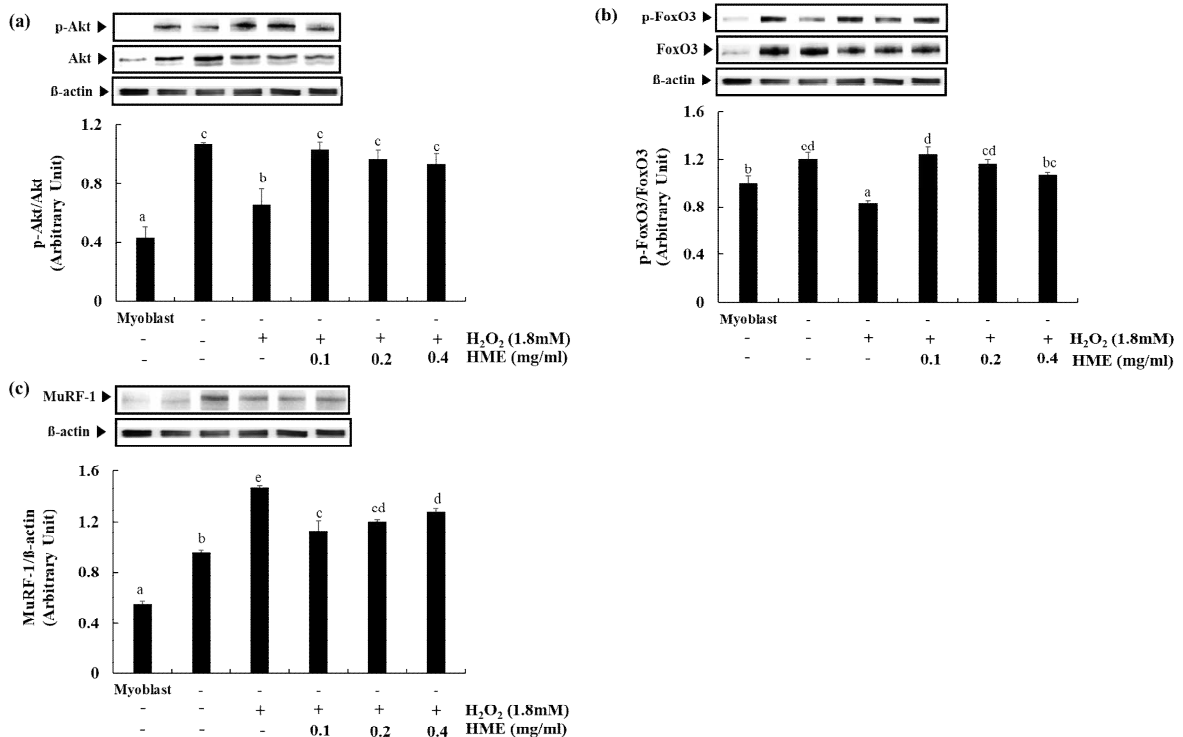 (a)
p-Akt
Akt
ß-actin
p-Akt/Akt
(Arbitrary Unit)
1.2
0.8
0.4
0
a
c
b
c
c
c
Myoblast - - - - -
- - + + + + H₂O₂ (1.8mM)
- - - 0.1 0.2 0.4 HME (mg/ml)
(b)
p-FoxO3
FoxO3
ß-actin
p-FoxO3/FoxO3
(Arbitrary Unit)
1.6
1.2
0.8
0.4
0
b
cd
a
d
cd
bc
Myoblast - - - - -
- - + + + + H₂O₂ (1.8mM)
- - - 0.1 0.2 0.4 HME (mg/ml)
(c)
MuRF-1
ß-actin
MuRF-1/ß-actin
(Arbitrary Unit)
1.6
1.2
0.8
0.4
0
a
b
e
c
cd
d
Myoblast - - - - -
- - + + + + H₂O₂ (1.8mM)
- - - 0.1 0.2 0.4 HME (mg/ml)